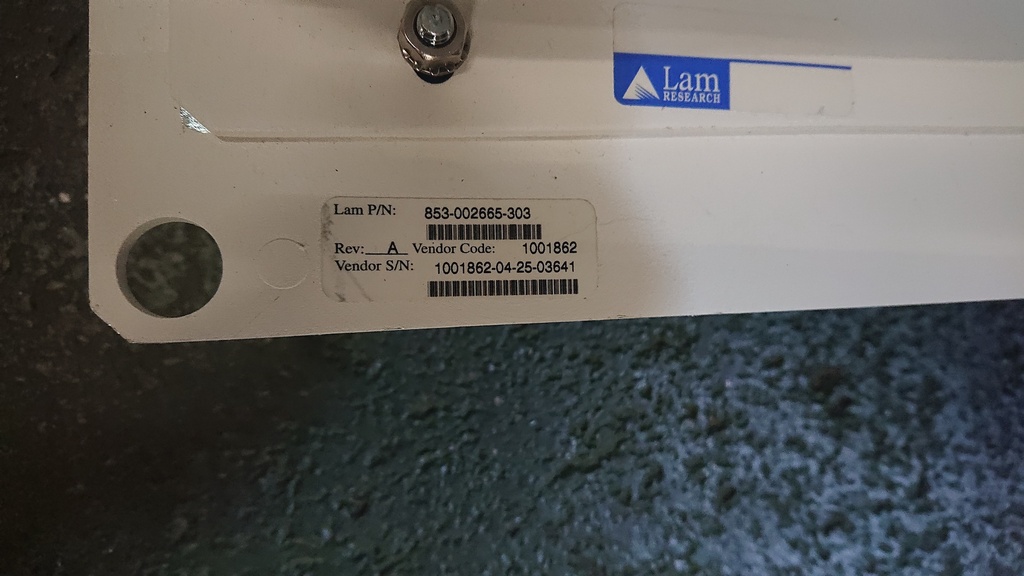 Lam
RESEARCH
Lam P/N: 853-002665-303
Rev: A Vendor Code: 1001862
Vendor S/N: 1001862-04-25-03641